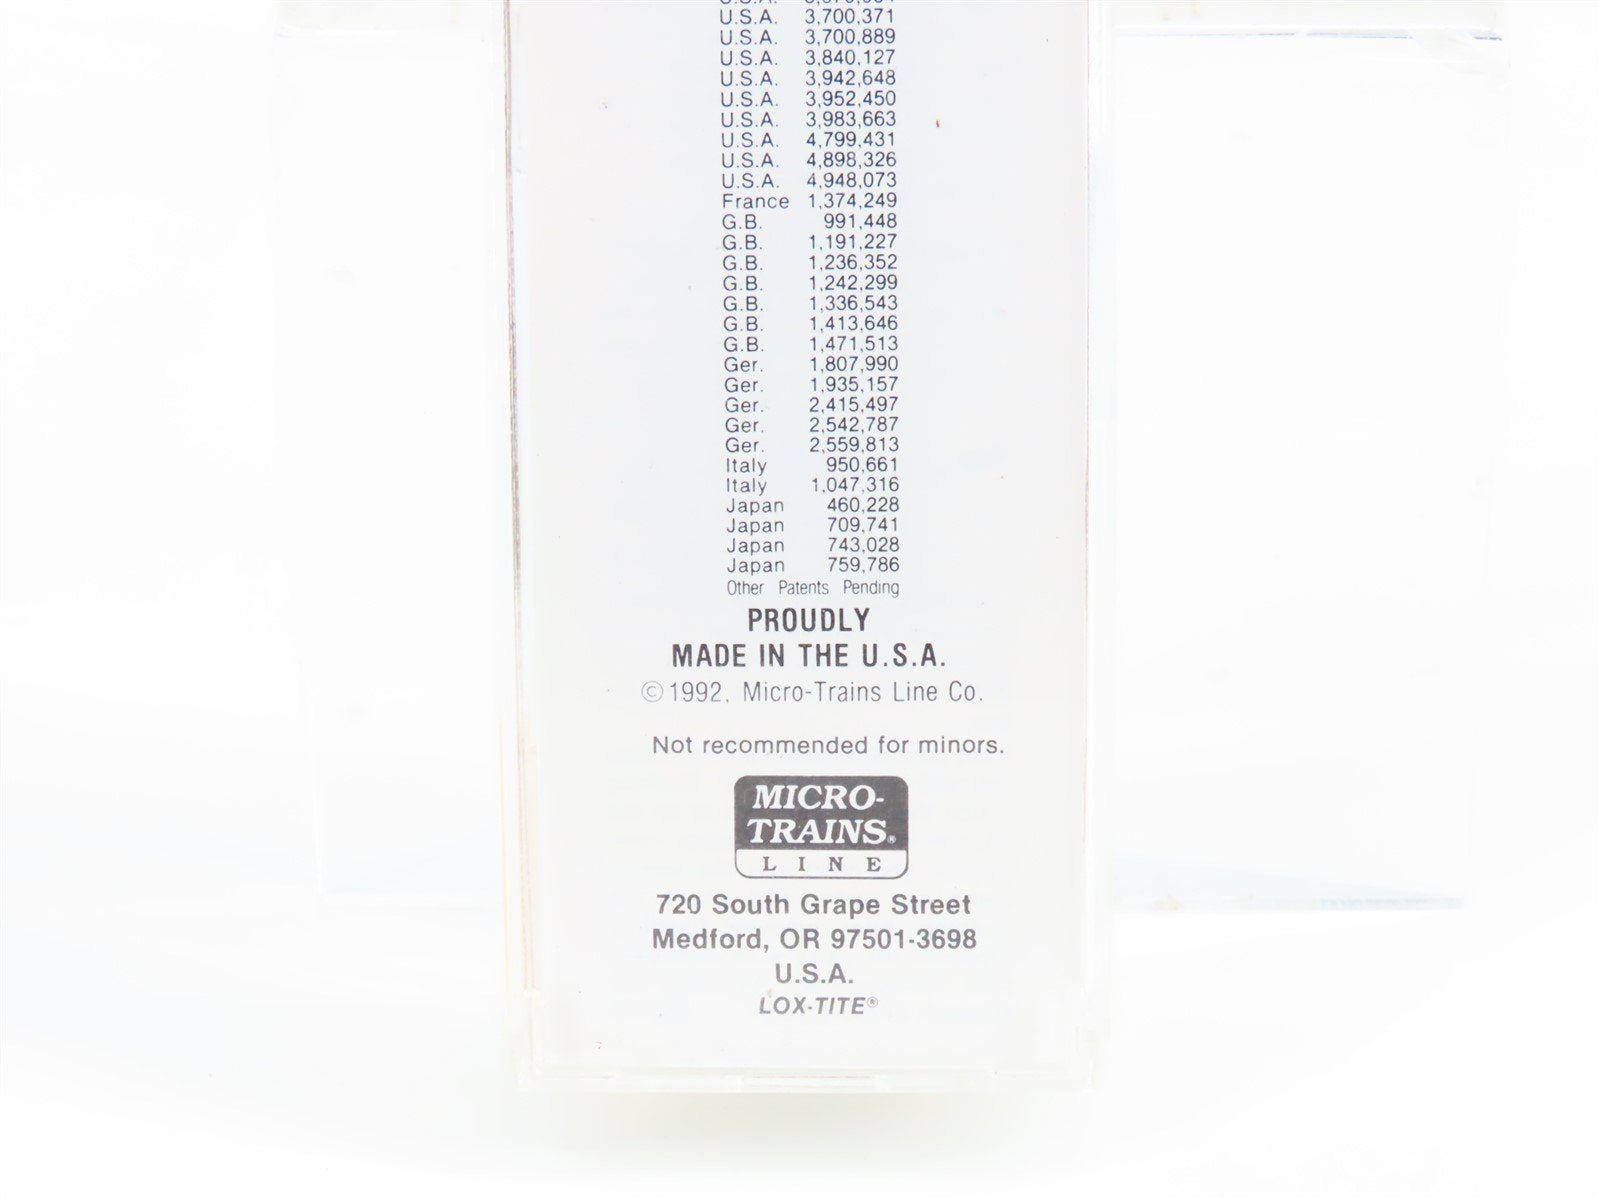 U.S.A. 3,700,371
U.S.A. 3,700,889
U.S.A. 3,840,127
U.S.A. 3,942,648
U.S.A. 3,952,450
U.S.A. 3,983,663
U.S.A. 4,799,431
U.S.A. 4,898,326
U.S.A. 4,948,073
France 1,374,249
G.B. 991,448
G.B. 1,191,227
G.B. 1,236,352
G.B. 1,242,299
G.B. 1,336,543
G.B. 1,413,646
G.B. 1,471,513
Ger. 1,807,990
Ger. 1,935,157
Ger. 2,415,497
Ger. 2,542,787
Ger. 2,559,813
Italy 950,661
Italy 1,047,316
Japan 460,228
Japan 709,741
Japan 743,028
Japan 759,786
Other Patents Pending
PROUDLY
MADE IN THE U.S.A.
©1992, Micro-Trains Line Co.
Not recommended for minors.
MICRO-
TRAINS®
LINE
720 South Grape Street
Medford, OR 97501-3698
U.S.A.
LOX-TITE®